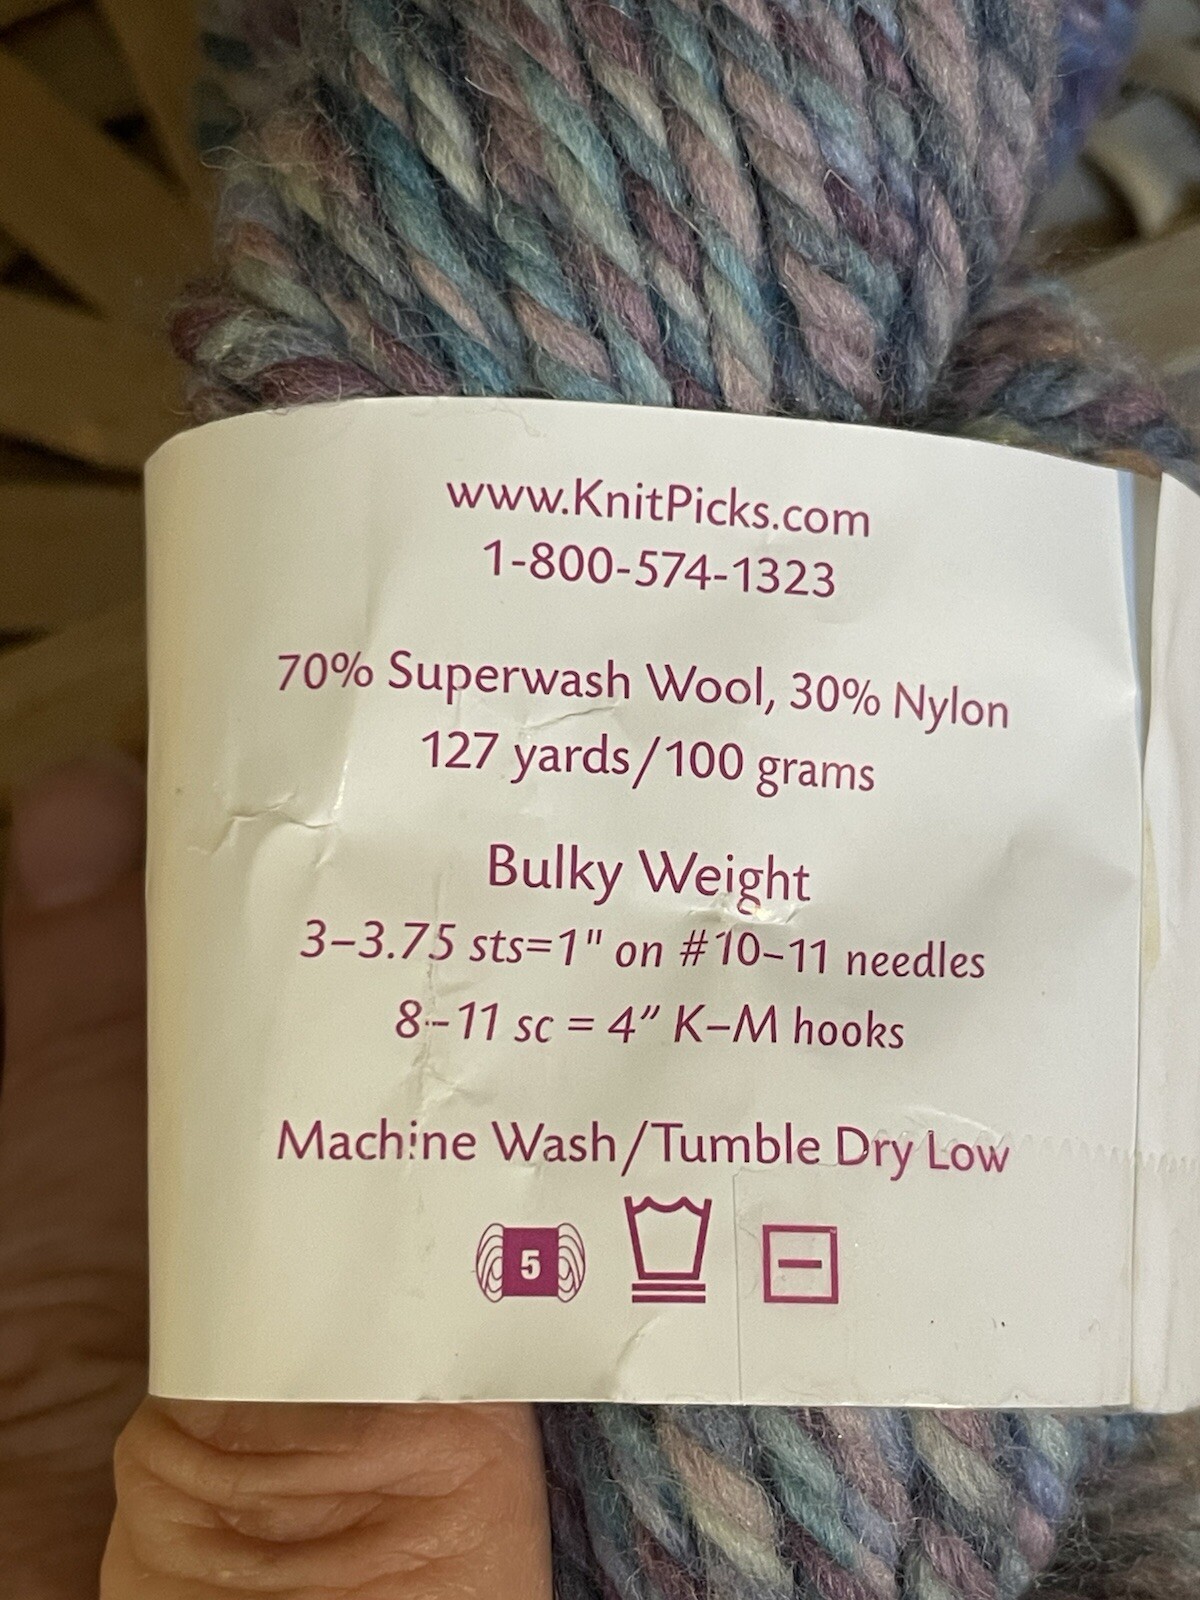 www.KnitPicks.com
1-800-574-1323
70% Superwash Wool, 30% Nylon
127 yards/100 grams
Bulky Weight
3–3.75 sts=1" on #10–11 needles
8–11 sc = 4” K–M hooks
Machine Wash/Tumble Dry Low
5